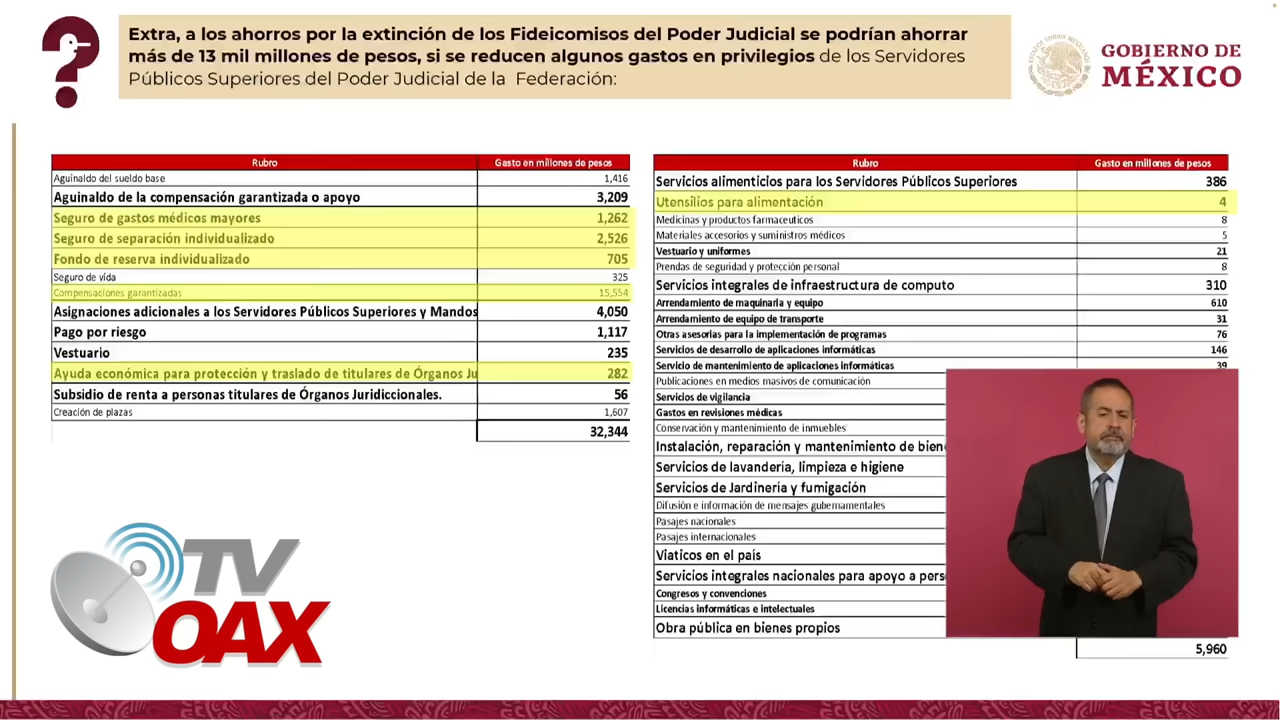 Extra, a los ahorros por la extinción de los Fideicomisos del Poder Judicial se podrían ahorrar
más de 13 mil millones de pesos, si se reducen algunos gastos en privilegios de los Servidores
Públicos Superiores del Poder Judicial de la Federación:
GOBIERNO DE
MÉXICO
Rubro Gasto en millones de pesos
Aguinaldo del sueldo base 1,416
Aguinaldo de la compensación garantizada o apoyo 3,209
Seguro de gastos médicos mayores 1,262
Seguro de separación individualizado 2,526
Fondo de reserva individualizado 705
Seguro de vida 325
Compensaciones garantizadas 15,554
Asignaciones adicionales a los Servidores Públicos Superiores y Mandos 4,050
Pago por riesgo 1,117
Vestuario 235
Ayuda económica para protección y traslado de titulares de Órganos Ju 282
Subsidio de renta a personas titulares de Órganos Juridiccionales. 56
Creación de plazas 1,607
32,344
Rubro Gasto en millones de pesos
Servicios alimenticios para los Servidores Públicos Superiores 386
Utensilios para alimentación 4
Medicinas y productos farmaceuticos 8
Materiales accesorios y suministros médicos 5
Vestuario y uniformes 21
Prendas de seguridad y protección personal 8
Servicios integrales de infraestructura de computo 310
Arrendamiento de maquinaria y equipo 610
Arrendamiento de equipo de transporte 31
Otras asesorias para la implementación de programas 76
Servicios de desarrollo de aplicaciones informáticas 146
Servicio de mantenimiento de aplicaciones informáticas 39
Publicaciones en medios masivos de comunicación
Servicios de vigilancia
Gastos en revisiones médicas
Conservación y mantenimiento de inmuebles
Instalación, reparación y mantenimiento de bien
Servicios de lavandería, limpieza e higiene
Servicios de Jardinería y fumigación
Difusión e información de mensajes gubernamentales
Pasajes nacionales
Pasajes internacionales
Viaticos en el país
Servicios integrales nacionales para apoyo a pers
Congresos y convenciones
Licencias informáticas e intelectuales
Obra pública en bienes propios
5,960
TV
OAX